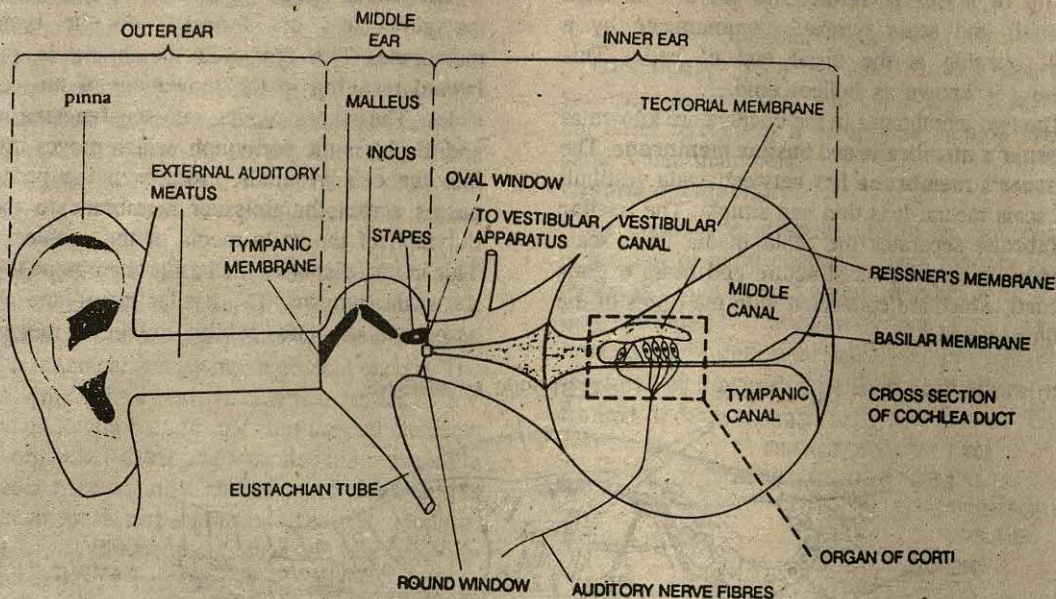 MIDDLE
EAR
OUTER EAR
INNER EAR
pinna
MALLEUS
TECTORIAL MEMBRANE
INCUS
EXTERNAL AUDITORY
MEATUS
OVAL WINDOW
TO VESTIBULAR
APPARATUS
VESTIBULAR
CANAL
STAPES
TYMPANIC
MEMBRANE
REISSNER'S MEMBRANE
MIDDLE
CANAL
BASILAR MEMBRANE
TYMPANIC
CANAL
CROSS SECTION
OF COCHLEA DUCT
EUSTACHIAN TUBE
ORGAN OF CORTI
ROUND WINDOW
AUDITORY NERVE FIBRES